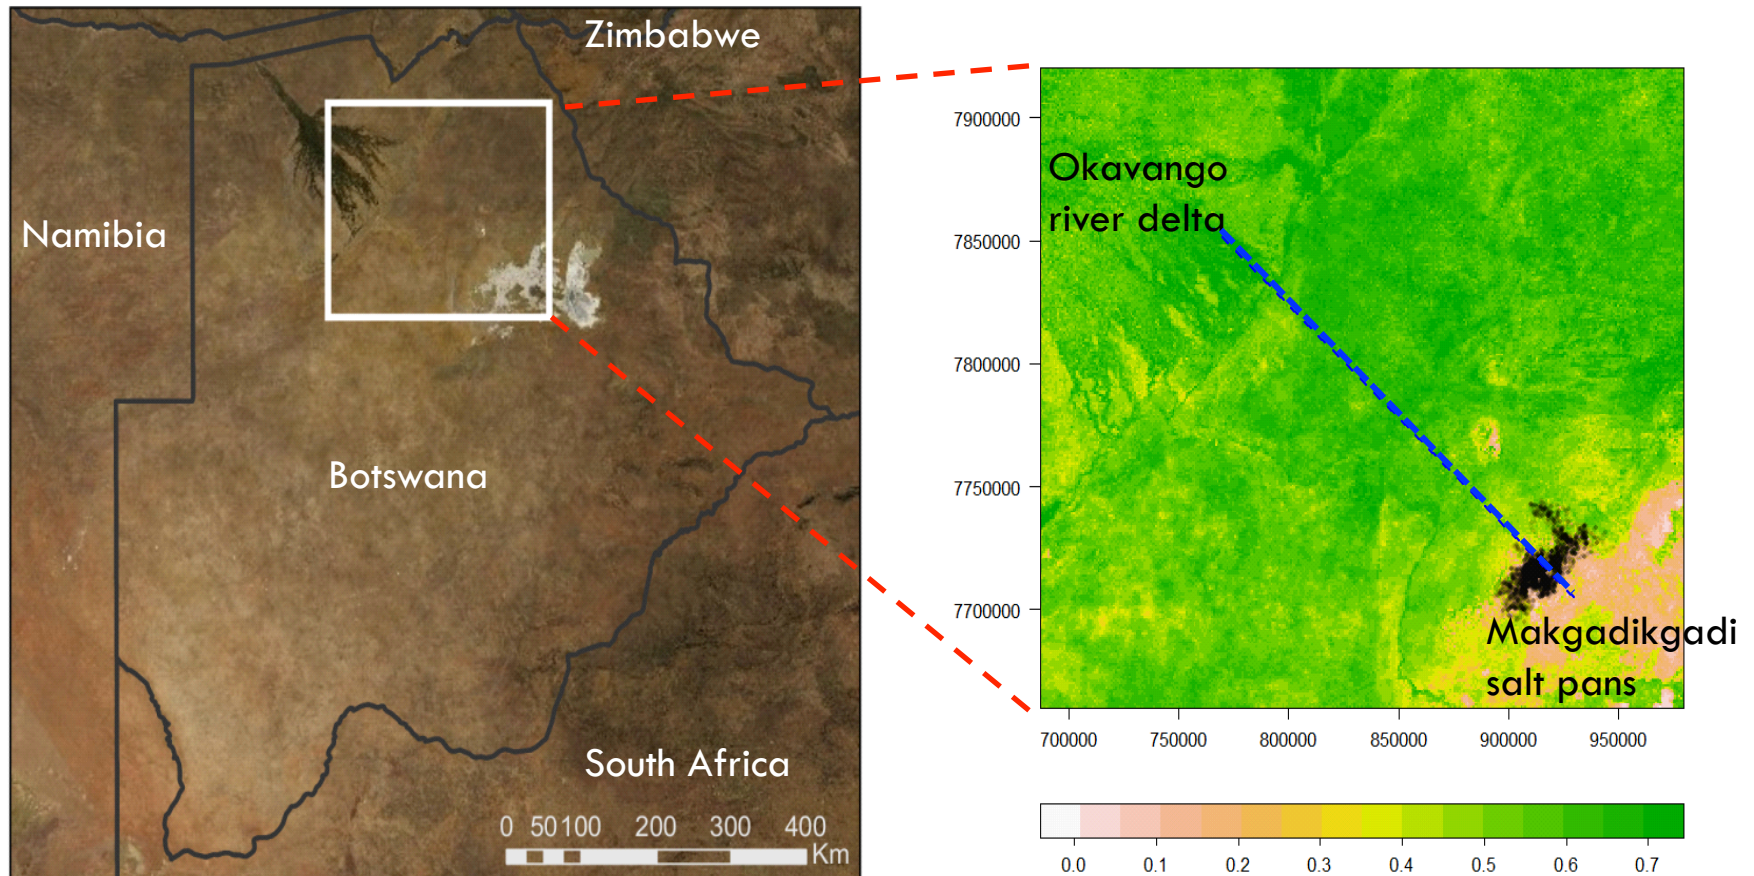 Zimbabwe
Namibia
Botswana
South Africa
0 50 100 200 300 400
Km
7900000
7850000
7800000
7750000
7700000
Okavango
river delta
Makgadikgadi
salt pans
700000 750000 800000 850000 900000 950000
0.0 0.1 0.2 0.3 0.4 0.5 0.6 0.7